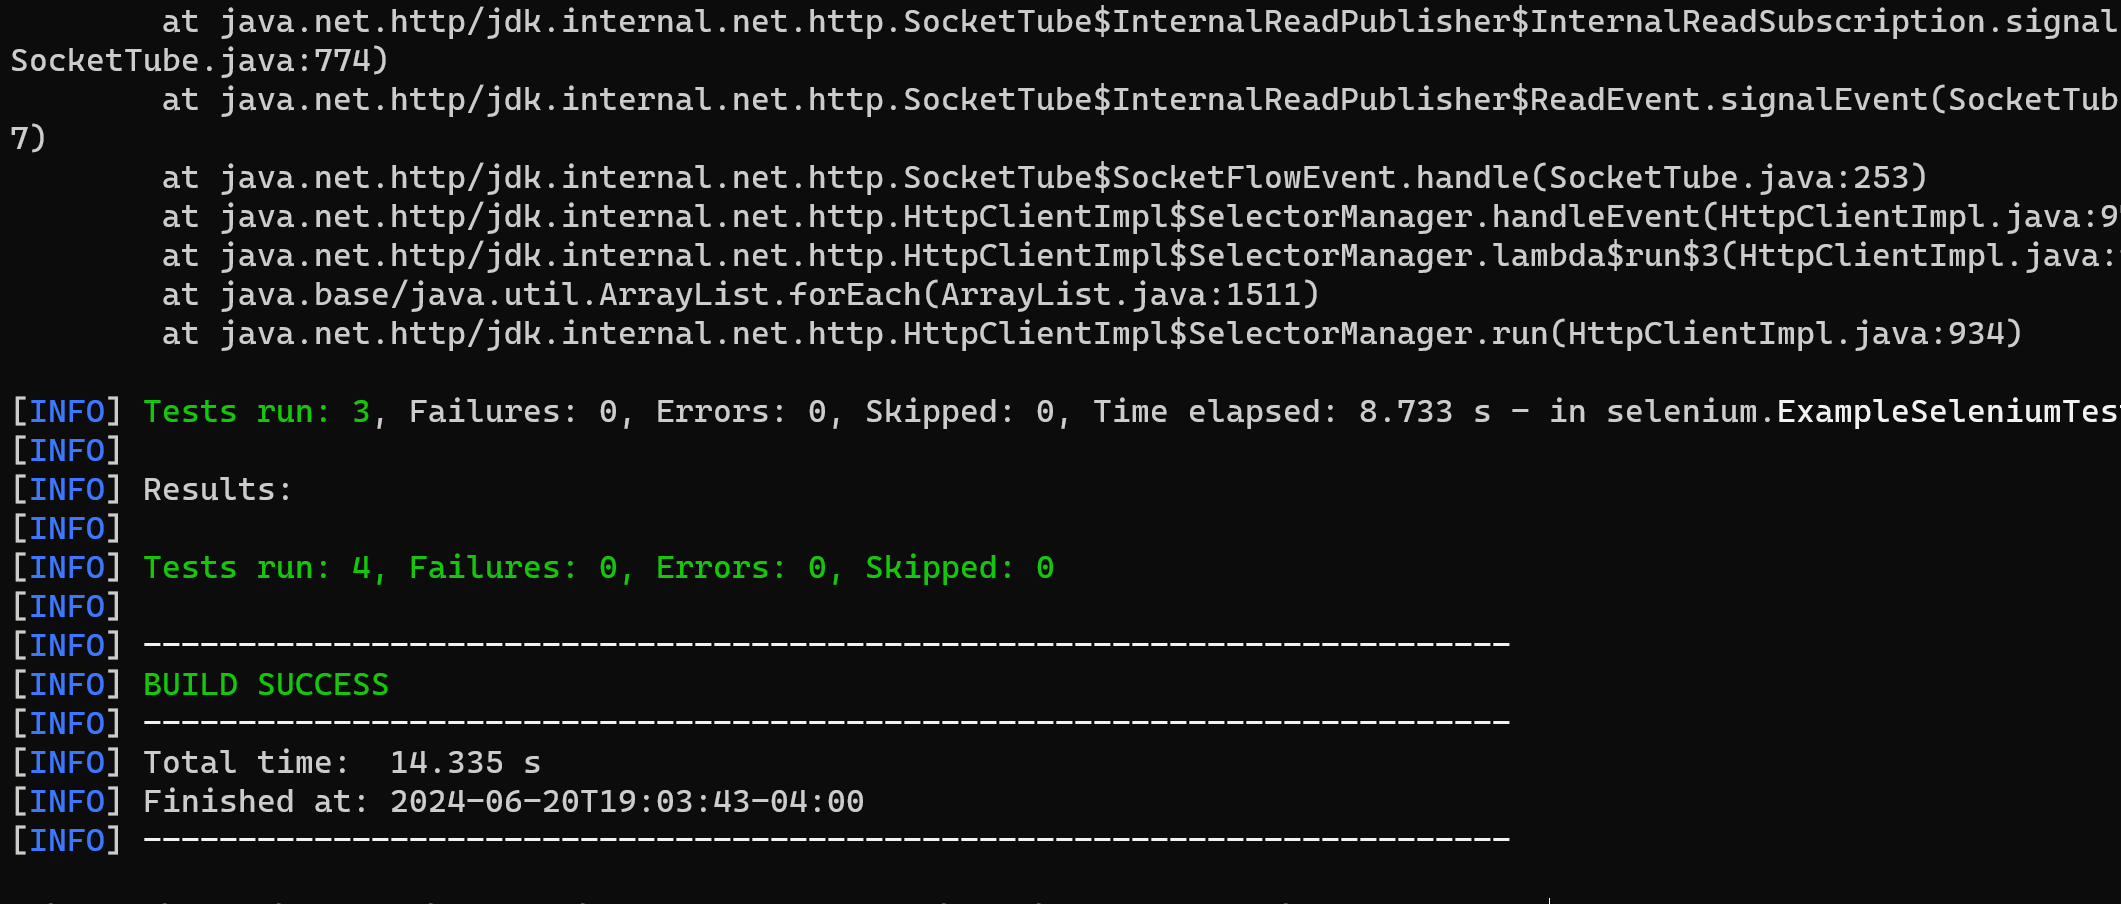 at java.net.http/jdk.internal.net.http.SocketTube$InternalReadPublisher$InternalReadSubscription.signal
SocketTube.java:774)
at java.net.http/jdk.internal.net.http.SocketTube$InternalReadPublisher$ReadEvent.signalEvent(SocketTub
7)
at java.net.http/jdk.internal.net.http.SocketTube$SocketFlowEvent.handle(SocketTube.java:253)
at java.net.http/jdk.internal.net.http.HttpClientImpl$SelectorManager.handleEvent(HttpClientImpl.java:9
at java.net.http/jdk.internal.net.http.HttpClientImpl$SelectorManager.lambda$run$3(HttpClientImpl.java:
at java.base/java.util.ArrayList.forEach(ArrayList.java:1511)
at java.net.http/jdk.internal.net.http.HttpClientImpl$SelectorManager.run(HttpClientImpl.java:934)
[INFO] Tests run: 3, Failures: 0, Errors: 0, Skipped: 0, Time elapsed: 8.733 s - in selenium.ExampleSeleniumTes
[INFO]
[INFO] Results:
[INFO]
[INFO] Tests run: 4, Failures: 0, Errors: 0, Skipped: 0
[INFO]
[INFO] ------------------------------------------------------------------------
[INFO] BUILD SUCCESS
[INFO] ------------------------------------------------------------------------
[INFO] Total time:  14.335 s
[INFO] Finished at: 2024-06-20T19:03:43-04:00
[INFO] ------------------------------------------------------------------------